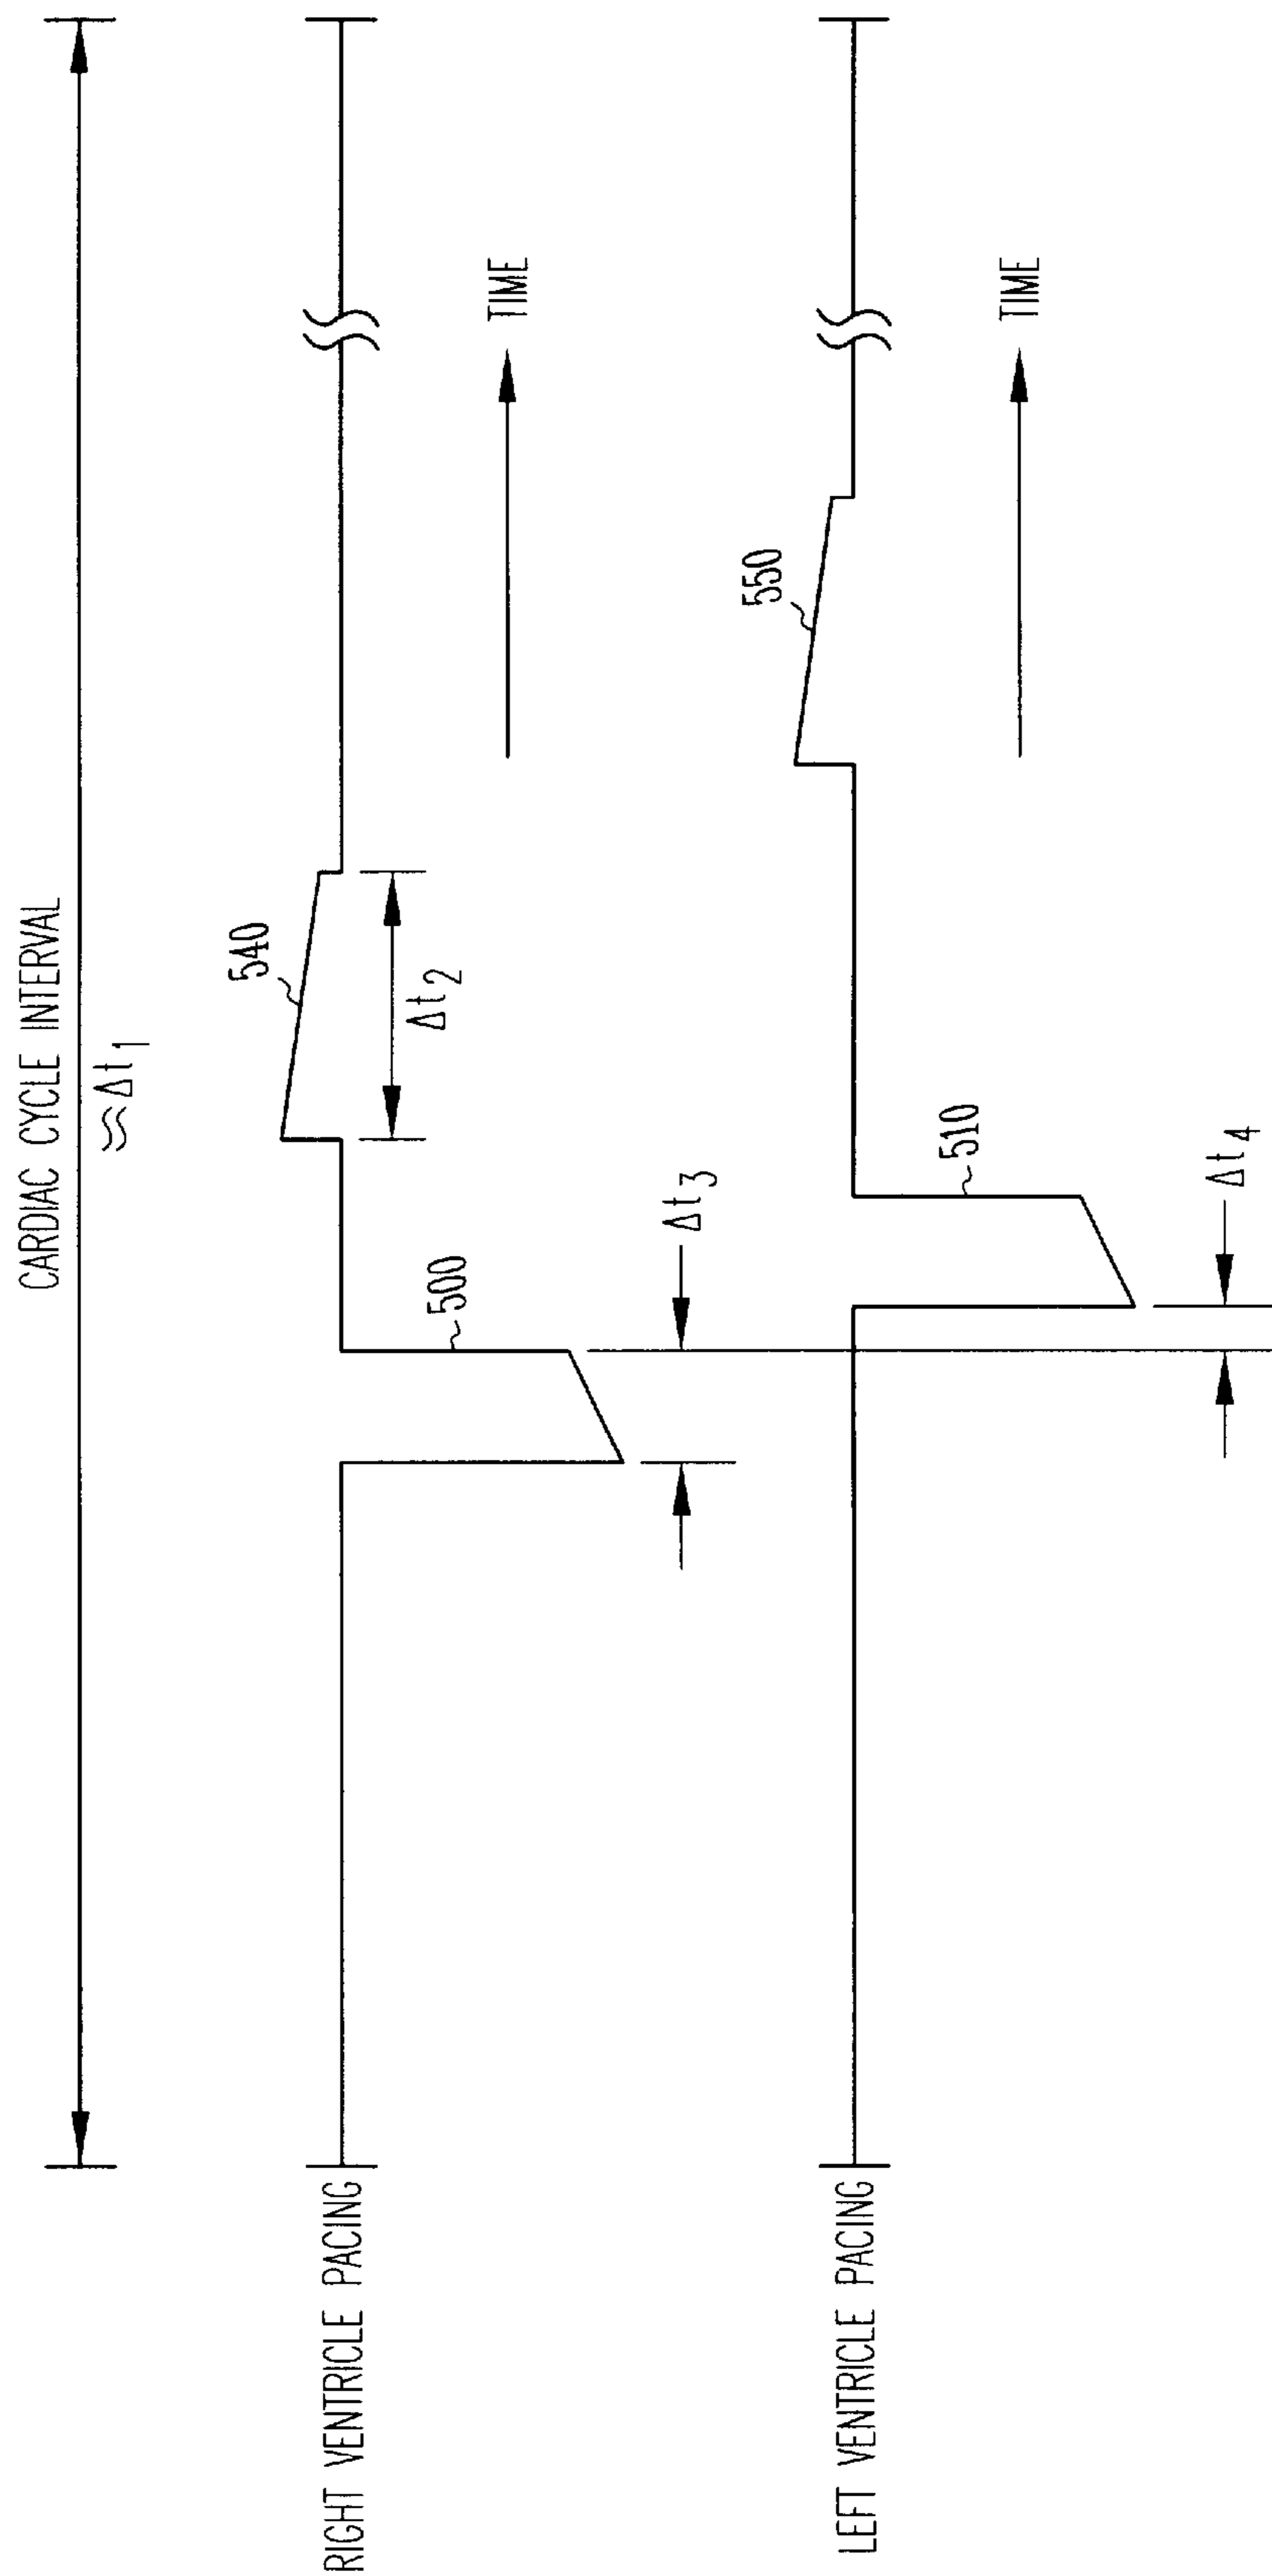 CARDIAC CYCLE INTERVAL
≈Δt1
RIGHT VENTRICLE PACING
540
Δt2
500
Δt3
TIME
LEFT VENTRICLE PACING
550
510
Δt4
TIME